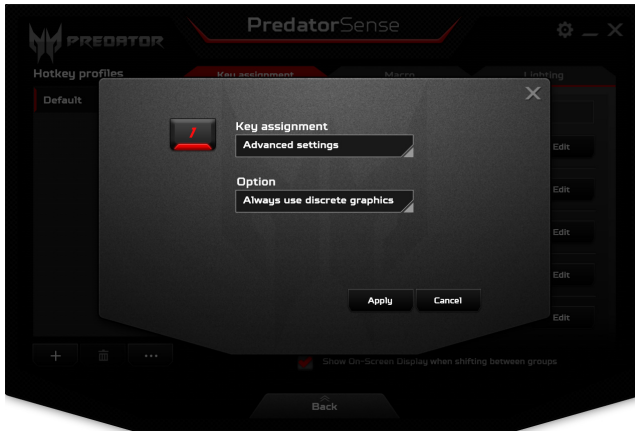 PredatorSense
PREDATOR
Hotkey profiles
Key assignment
Macro
Lighting
Default
1
Key assignment
Advanced settings
Edit
Option
Edit
Always use discrete graphics
Edit
Edit
Apply Cancel
Edit
Show On-Screen Display when shifting between groups
Back